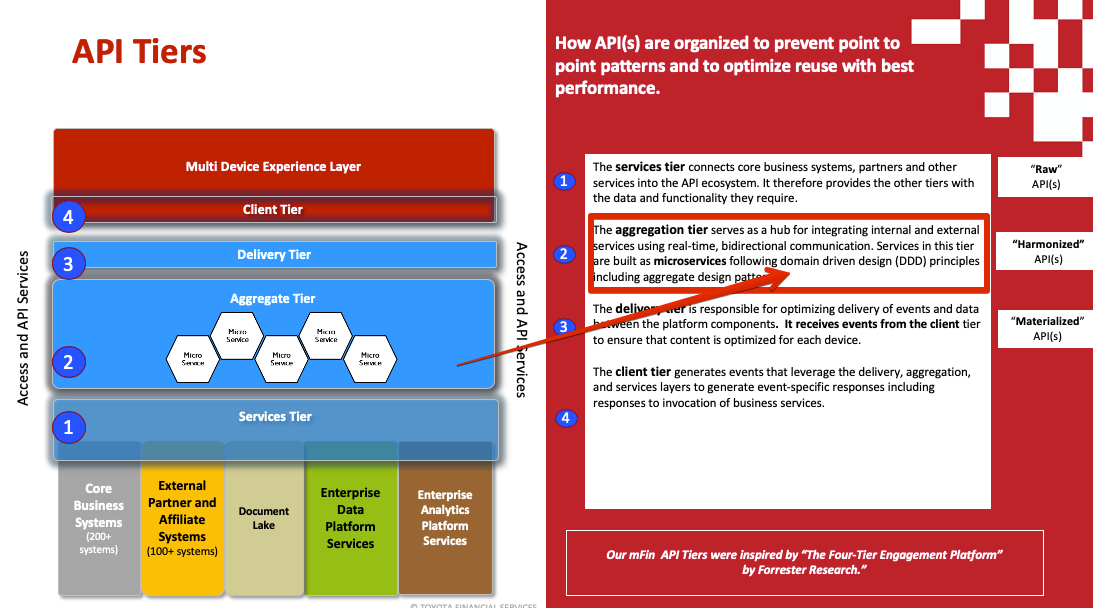 API Tiers
Multi Device Experience Layer
4
Client Tier
3
Delivery Tier
Aggregate Tier
Micro
Service
Micro
Service
Micro
Service
Micro
Service
Micro
Service
2
Services Tier
1
Access and API Services
Access and API Services
Core
Business
Systems
(200+
systems)
External
Partner and
Affiliate
Systems
(100+ systems)
Document
Lake
Enterprise
Data
Platform
Services
Enterprise
Analytics
Platform
Services
© TOYOTA FINANCIAL SERVICES
How API(s) are organized to prevent point to
point patterns and to optimize reuse with best
performance.
1
The services tier connects core business systems, partners and other
services into the API ecosystem. It therefore provides the other tiers with
the data and functionality they require.
"Raw"
API(s)
2
The aggregation tier serves as a hub for integrating internal and external
services using real-time, bidirectional communication. Services in this tier
are built as microservices following domain driven design (DDD) principles
including aggregate design
"Harmonized"
API(s)
3
The delivery tier is responsible for optimizing delivery of events and data
between the platform components. It receives events from the client tier
to ensure that content is optimized for each device.
"Materialized"
API(s)
4
The client tier generates events that leverage the delivery, aggregation,
and services layers to generate event-specific responses including
responses to invocation of business services.
Our mFin API Tiers were inspired by "The Four-Tier Engagement Platform"
by Forrester Research."